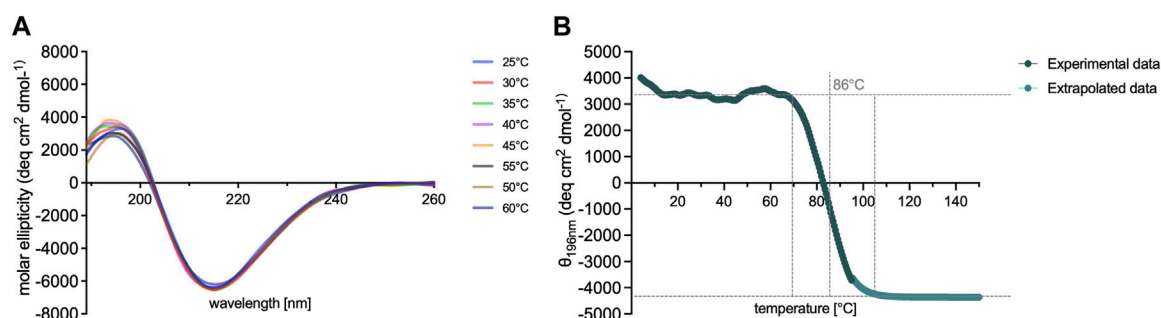 A
molar ellipticity (deq cm² dmol⁻¹)
8000
6000
4000
2000
0
-2000
-4000
-6000
-8000
200
220
240
260
wavelength [nm]
25°C
30°C
35°C
40°C
45°C
55°C
50°C
60°C
B
θ196nm (deq cm² dmol⁻¹)
5000
4000
3000
2000
1000
0
-1000
-2000
-3000
-4000
-5000
20
40
60
80
100
120
140
86°C
temperature [°C]
Experimental data
Extrapolated data